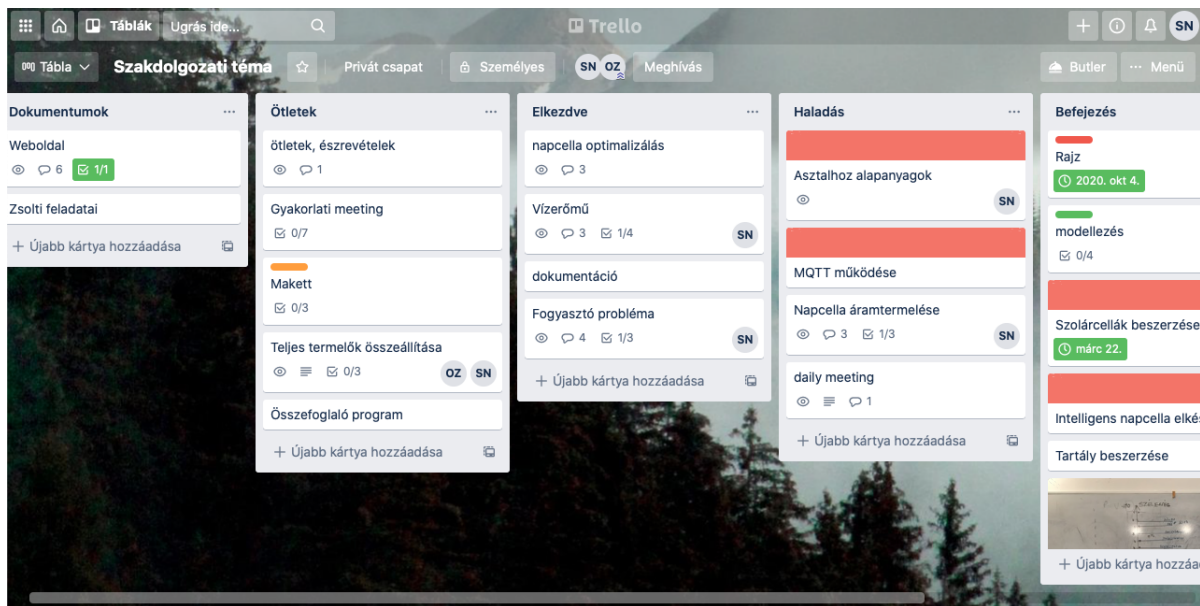 Táblák
Ugrás ide...
Trello
SN
Tábla
Szakdolgozati téma
Privát csapat
Személyes
SN OZ
Meghívás
Butler
Menü
Dokumentumok
Weboldal
6 1/1
Zsolti feladatai
Újabb kártya hozzáadása
Ötletek
ötletek, észrevételek
1
Gyakorlati meeting
0/7
Makett
0/3
Teljes termelők összeállítása
0/3 OZ SN
Összefoglaló program
Újabb kártya hozzáadása
Elkezdve
napcella optimalizálás
3
Vízerőmű
3 1/4 SN
dokumentáció
Fogyasztó probléma
4 1/3 SN
Újabb kártya hozzáadása
Haladás
Asztalhoz alapanyagok
SN
MQTT működése
Napcella áramtermelése
3 1/3 SN
daily meeting
1
Újabb kártya hozzáadása
Befejezés
Rajz
2020. okt 4.
modellezés
0/4
Szolárcellák beszerzése
márc 22.
Intelligens napcella elké
Tartály beszerzése
Újabb kártya hozzáa